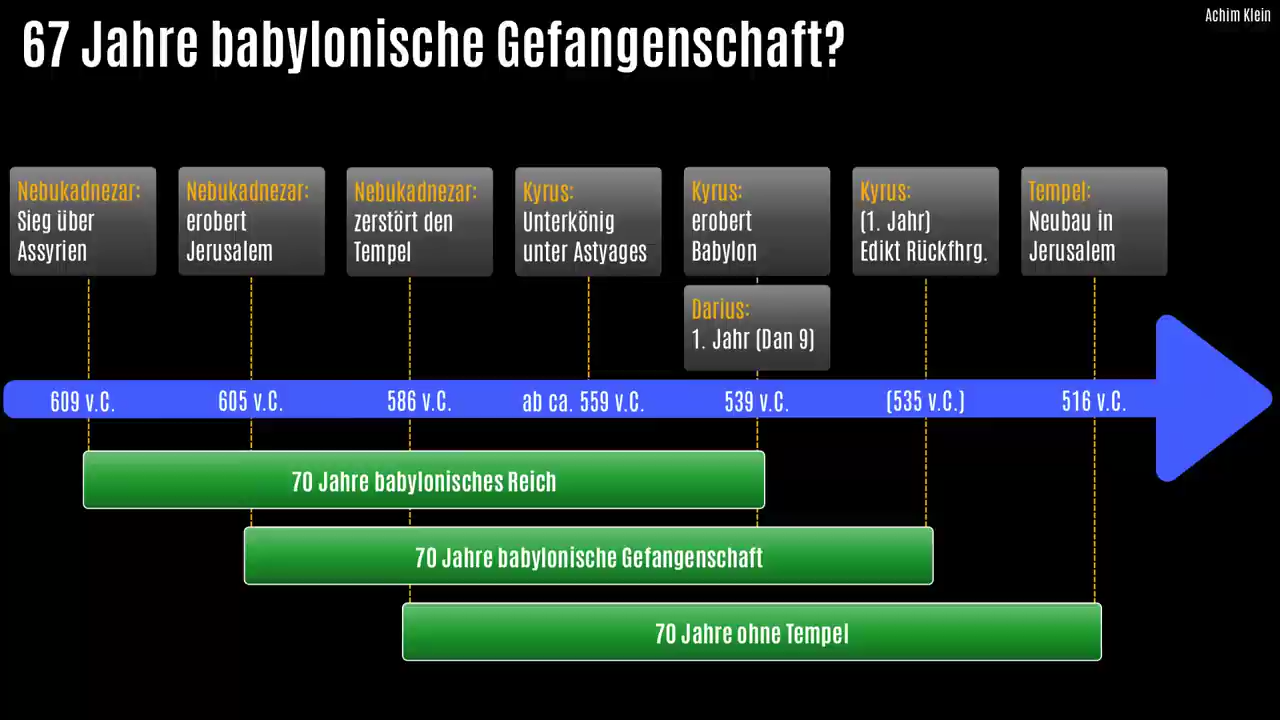 Achim Klein
67 Jahre babylonische Gefangenschaft?
Nebukadnezar:
Sieg über
Assyrien
Nebukadnezar:
erobert
Jerusalem
Nebukadnezar:
zerstört den
Tempel
Kyrus:
Unterkönig
unter Astyages
Kyrus:
erobert
Babylon
Kyrus:
(1. Jahr)
Edikt Rückfhrg.
Tempel:
Neubau in
Jerusalem
Darius:
1. Jahr (Dan 9)
609 v.C.
605 v.C.
586 v.C.
ab ca. 559 v.C.
539 v.C.
(535 v.C.)
516 v.C.
70 Jahre babylonisches Reich
70 Jahre babylonische Gefangenschaft
70 Jahre ohne Tempel